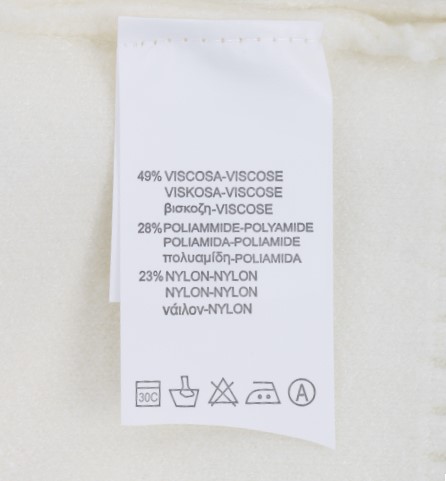 49% VISCOSA-VISCOSE
VISKOSA-VISCOSE
βισκοζη-VISCOSE
28% POLIAMMIDE-POLYAMIDE
POLIAMIDA-POLIAMIDE
πολυαμίδη-POLIAMIDA
23% NYLON-NYLON
NYLON-NYLON
νάιλον-NYLON
30C A